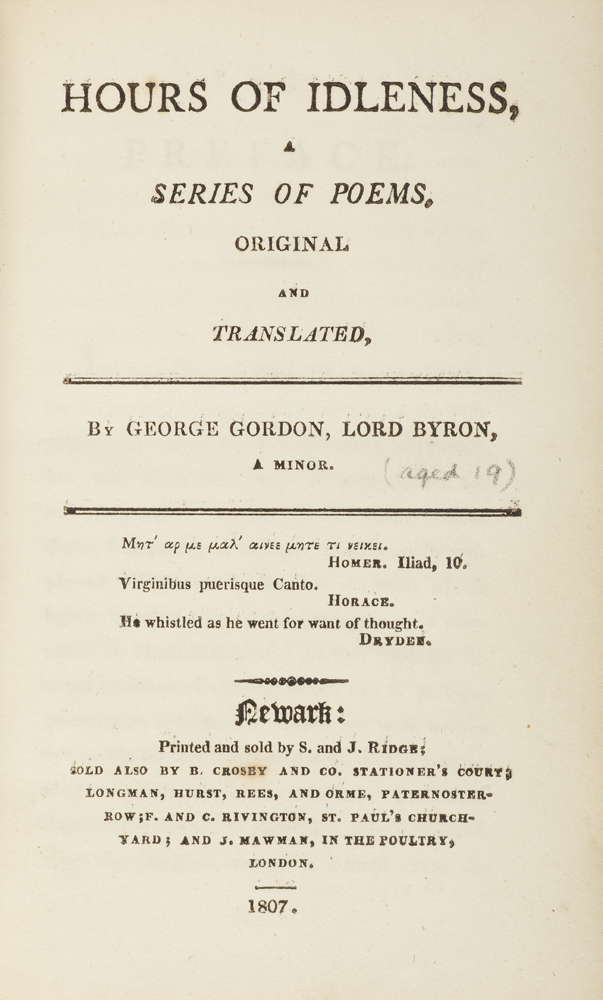 HOURS OF IDLENESS,
A
SERIES OF POEMS,
ORIGINAL
AND
TRANSLATED,
By GEORGE GORDON, LORD BYRON,
A MINOR.
(aged 19)
Μητ' αρ με μαλ' αινεε μητε τι νεικει.
HOMER. Iliad, 10.
Virginibus puerisque Canto.
HORACE.
He whistled as he went for want of thought.
DRYDEN.
Newark:
Printed and sold by S. and J. RIDGE;
SOLD ALSO BY B. CROSBY AND CO. STATIONER'S COURT;
LONGMAN, HURST, REES, AND ORME, PATERNOSTER-
ROW; F. AND C. RIVINGTON, ST. PAUL'S CHURCH-
YARD; AND J. MAWMAN, IN THE POULTRY,
LONDON.
1807.